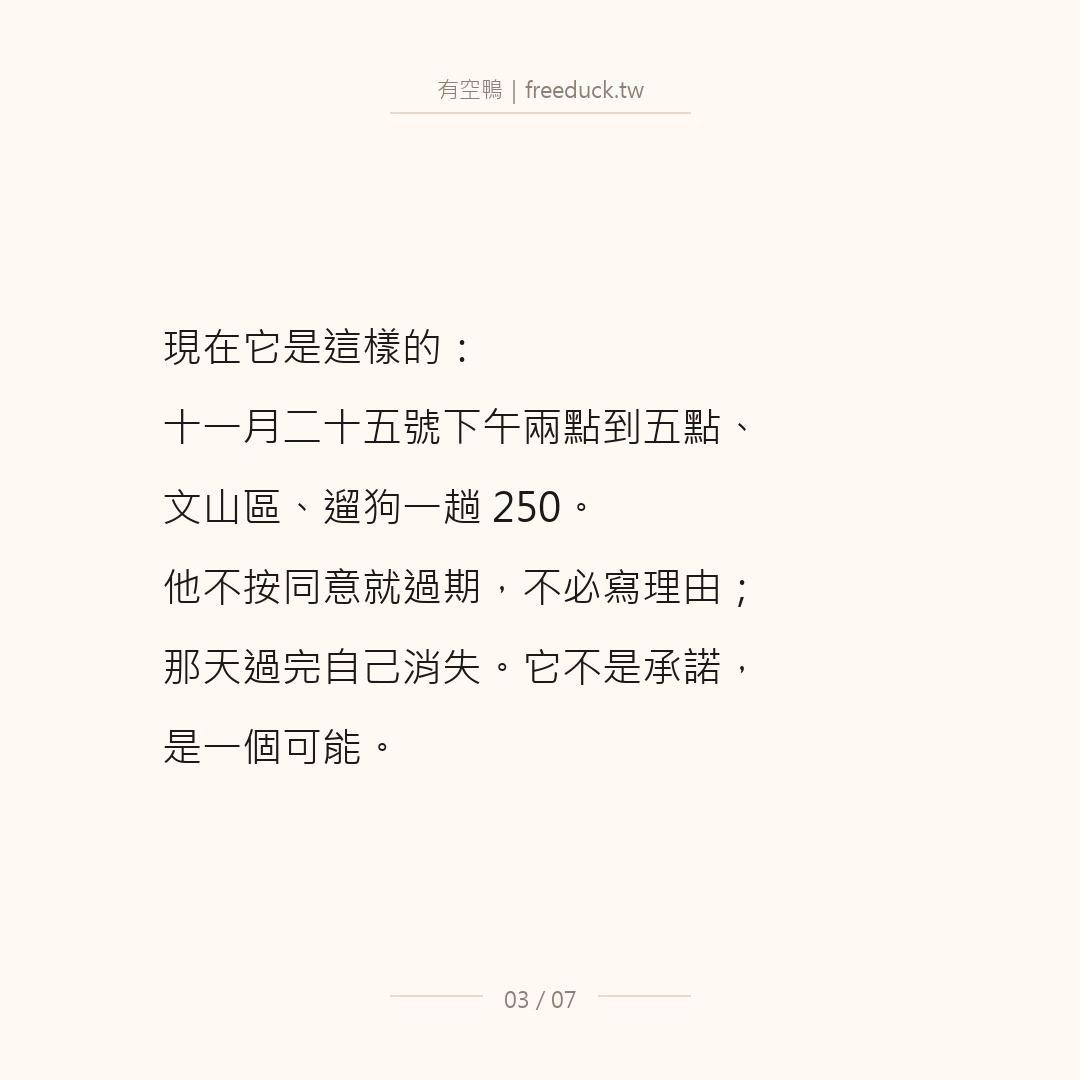 有空鴨｜freeduck.tw
現在它是這樣的：
十一月二十五號下午兩點到五點、
文山區、遛狗一趟 250。
他不按同意就過期，不必寫理由；
那天過完自己消失。它不是承諾，
是一個可能。
03 / 07